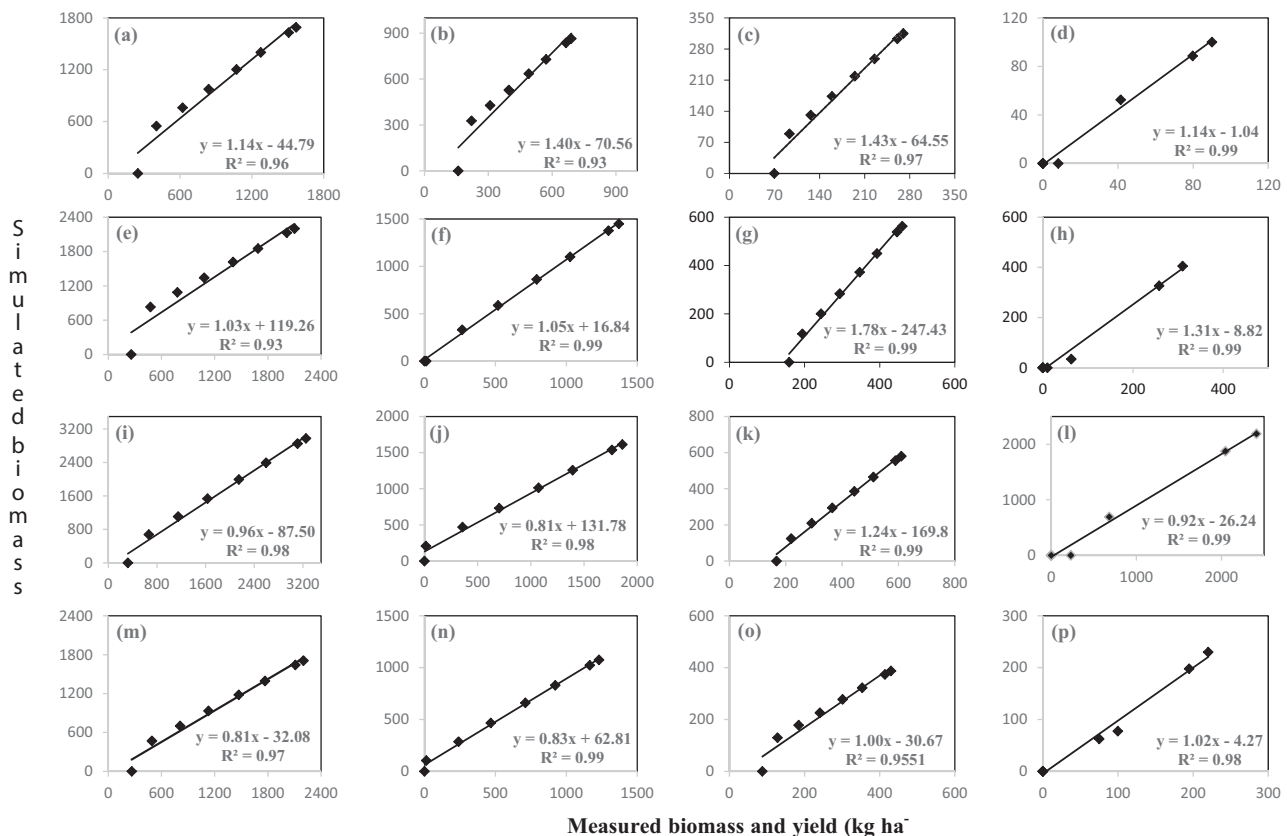 Simulated biomass
(a)
1800
1200
600
0
y = 1.14x - 44.79
R² = 0.96
0 600 1200 1800
(b)
900
600
300
0
y = 1.40x - 70.56
R² = 0.93
0 300 600 900
(c)
350
280
210
140
70
0
y = 1.43x - 64.55
R² = 0.97
0 70 140 210 280 350
(d)
120
80
40
0
y = 1.14x - 1.04
R² = 0.99
0 40 80 120
(e)
2400
1800
1200
600
0
y = 1.03x + 119.26
R² = 0.93
0 600 1200 1800 2400
(f)
1500
1000
500
0
y = 1.05x + 16.84
R² = 0.99
0 500 1000 1500
(g)
600
400
200
0
y = 1.78x - 247.43
R² = 0.99
0 200 400 600
(h)
600
400
200
0
y = 1.31x - 8.82
R² = 0.99
0 200 400
(i)
3200
2400
1600
800
0
y = 0.96x - 87.50
R² = 0.98
0 800 1600 2400 3200
(j)
2000
1500
1000
500
0
y = 0.81x + 131.78
R² = 0.98
0 500 1000 1500 2000
(k)
800
600
400
200
0
y = 1.24x - 169.8
R² = 0.99
0 200 400 600 800
(l)
2000
1000
0
y = 0.92x - 26.24
R² = 0.99
0 1000 2000
(m)
2400
1800
1200
600
0
y = 0.81x - 32.08
R² = 0.97
0 600 1200 1800 2400
(n)
1500
1000
500
0
y = 0.83x + 62.81
R² = 0.99
0 500 1000 1500
(o)
600
400
200
0
y = 1.00x - 30.67
R² = 0.9551
0 200 400 600
(p)
300
200
100
0
y = 1.02x - 4.27
R² = 0.98
0 100 200 300
Measured biomass and yield (kg ha⁻